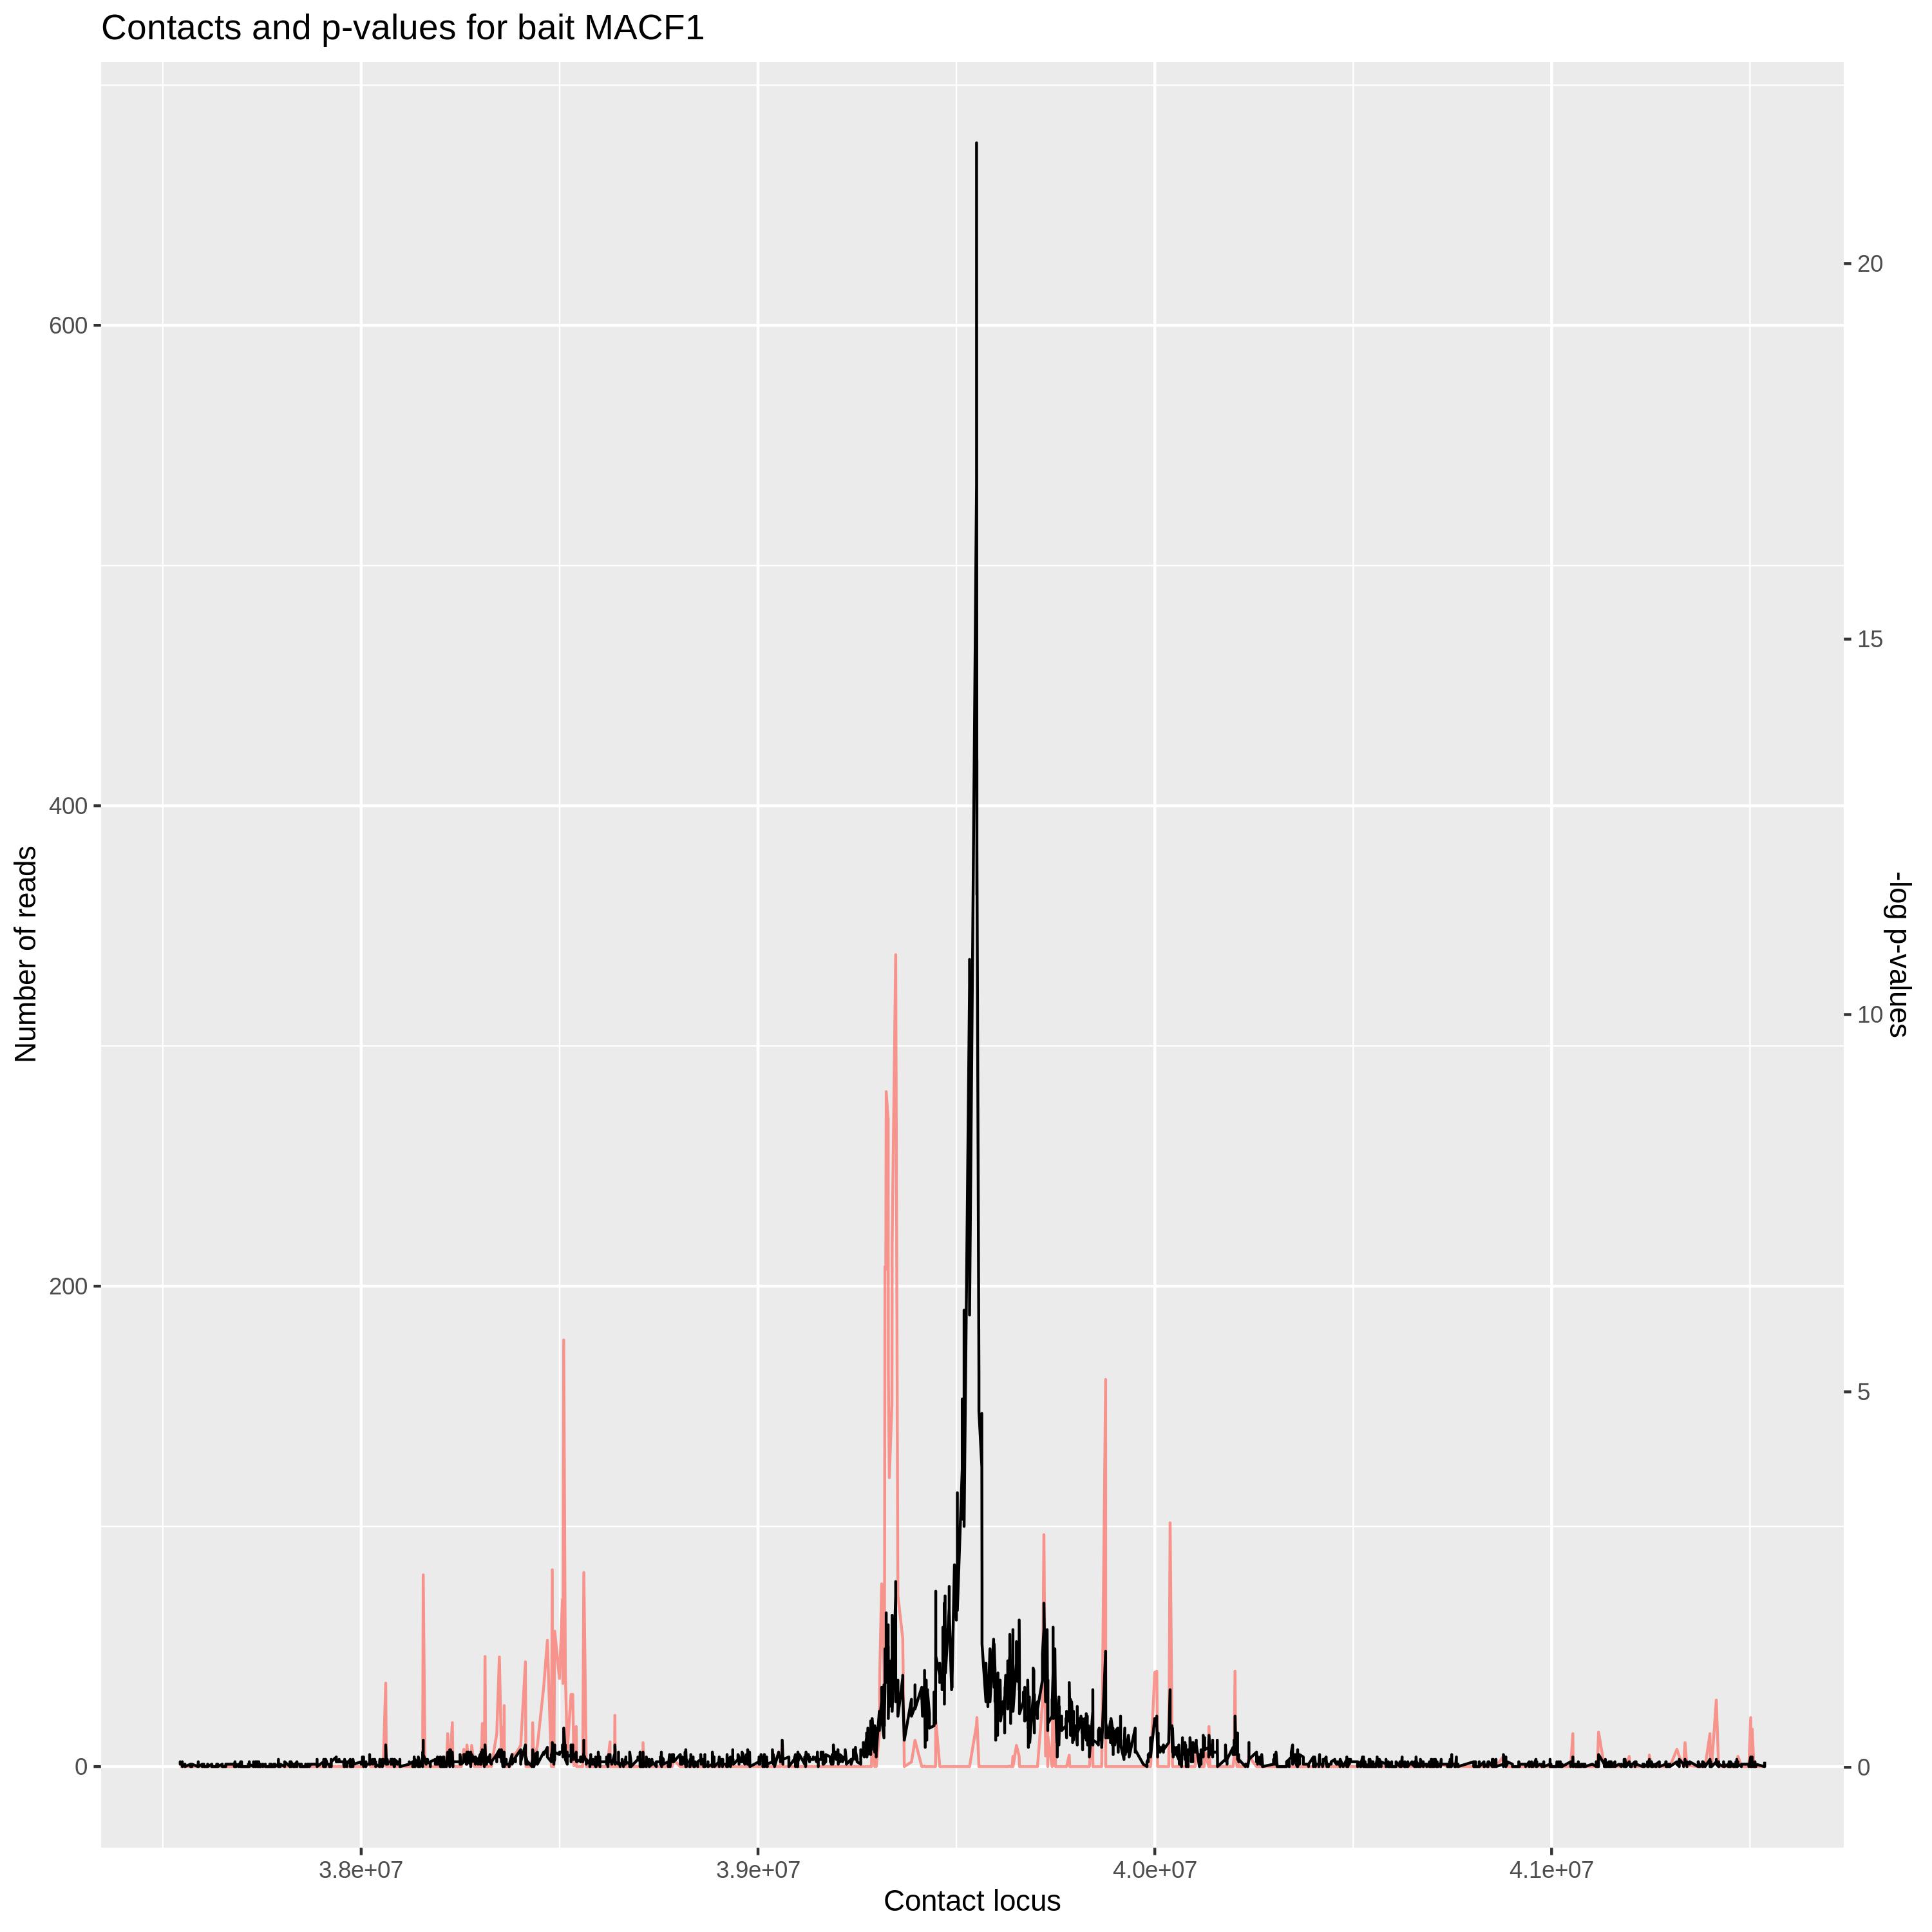 Contacts and p-values for bait MACF1
600
400
200
0
Number of reads
20
15
10
5
0
-log p-values
3.8e+07
3.9e+07
4.0e+07
4.1e+07
Contact locus